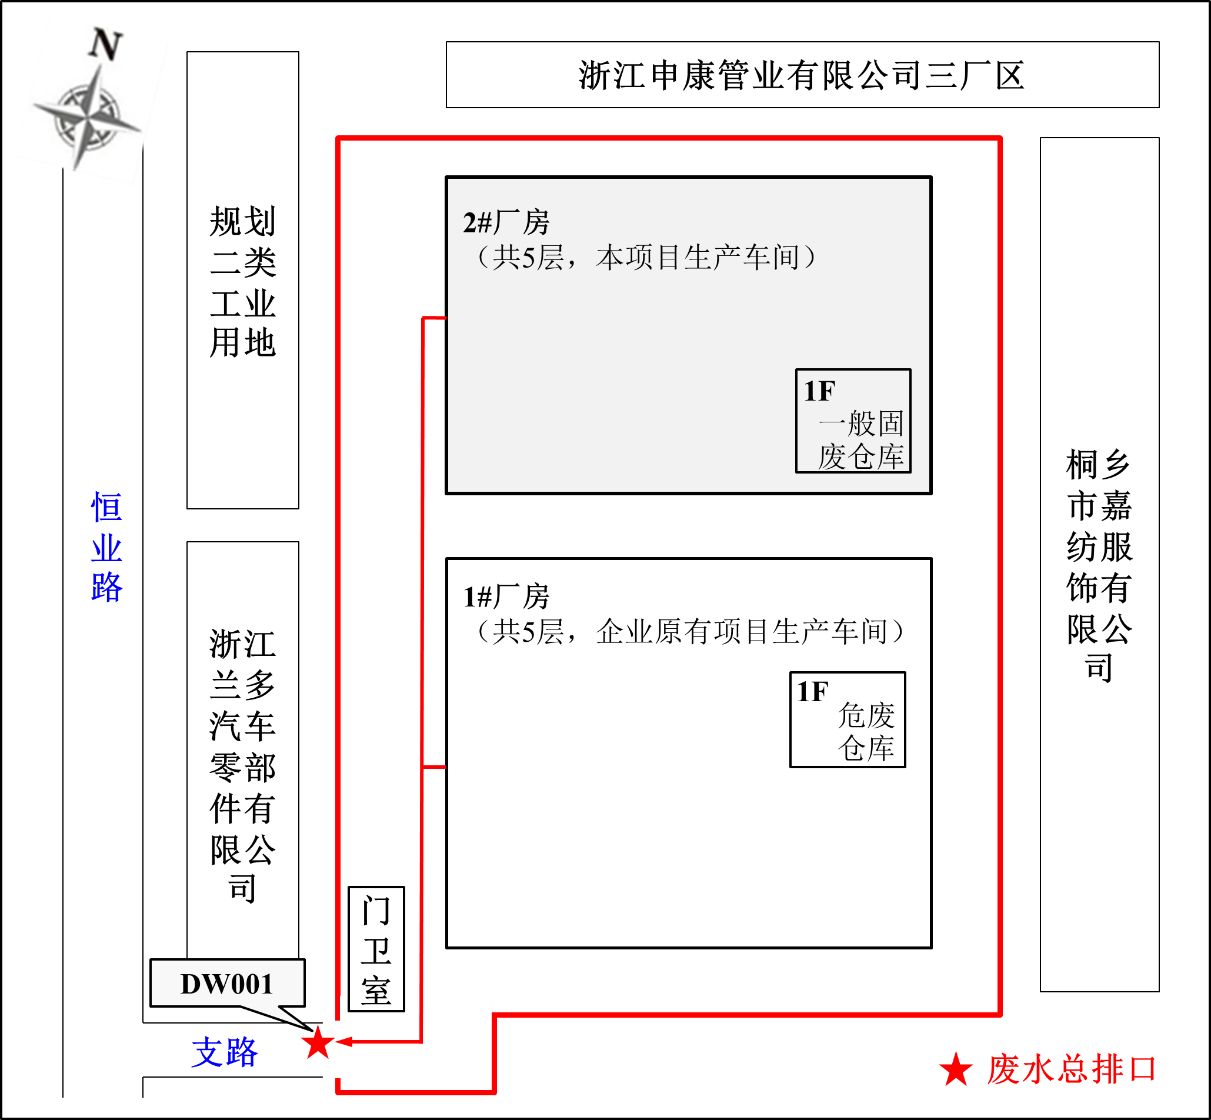 N
浙江申康管业有限公司三厂区
规划
二类
工业
用地
2#厂房
（共5层，本项目生产车间）
1F
一般固
废仓库
恒
业
路
桐乡
市嘉
纺服
饰有
限公
司
1#厂房
（共5层，企业原有项目生产车间）
1F
危废
仓库
浙江
兰多
汽车
零部
件有
限公
司
门
卫
室
DW001
支路
废水总排口